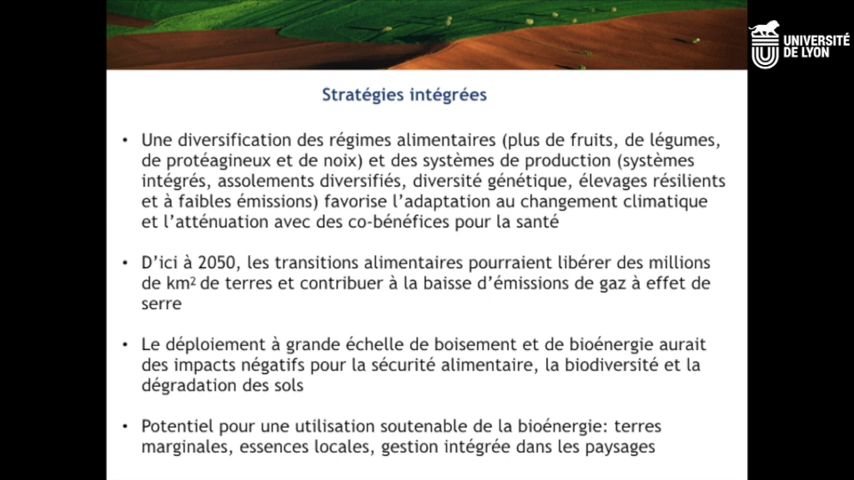 UNIVERSITÉ
DE LYON
Stratégies intégrées
• Une diversification des régimes alimentaires (plus de fruits, de légumes,
de protéagineux et de noix) et des systèmes de production (systèmes
intégrés, assolements diversifiés, diversité génétique, élevages résilients
et à faibles émissions) favorise l’adaptation au changement climatique
et l’atténuation avec des co-bénéfices pour la santé
• D’ici à 2050, les transitions alimentaires pourraient libérer des millions
de km² de terres et contribuer à la baisse d’émissions de gaz à effet de
serre
• Le déploiement à grande échelle de boisement et de bioénergie aurait
des impacts négatifs pour la sécurité alimentaire, la biodiversité et la
dégradation des sols
• Potentiel pour une utilisation soutenable de la bioénergie: terres
marginales, essences locales, gestion intégrée dans les paysages